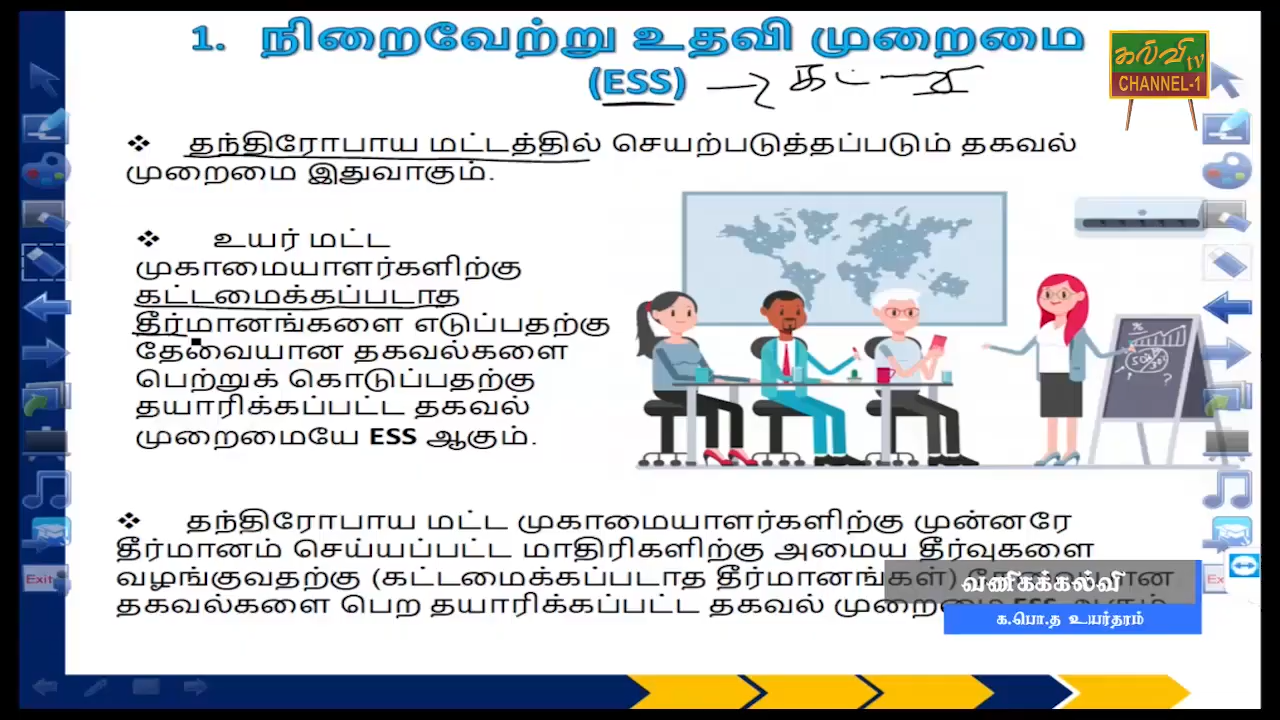 1. நிறைவேற்று உதவி முறைமை
(ESS)
கல்வி TV
CHANNEL-1
❖ தந்திரோபாய மட்டத்தில் செயற்படுத்தப்படும் தகவல்
முறைமை இதுவாகும்.
❖ உயர் மட்ட
முகாமையாளர்களிற்கு
கட்டமைக்கப்படாத
தீர்மானங்களை எடுப்பதற்கு
தேவையான தகவல்களை
பெற்றுக் கொடுப்பதற்கு
தயாரிக்கப்பட்ட தகவல்
முறைமையே ESS ஆகும்.
%
?
❖ தந்திரோபாய மட்ட முகாமையாளர்களிற்கு முன்னரே
தீர்மானம் செய்யப்பட்ட மாதிரிகளிற்கு அமைய தீர்வுகளை
வழங்குவதற்கு (கட்டமைக்கப்படாத தீர்மானங்கள்)
தகவல்களை பெற தயாரிக்கப்பட்ட தகவல் முறைமை ESS ஆகும்
வணிகக்கல்வி
க.பொ.த உயர்தரம்
Exit